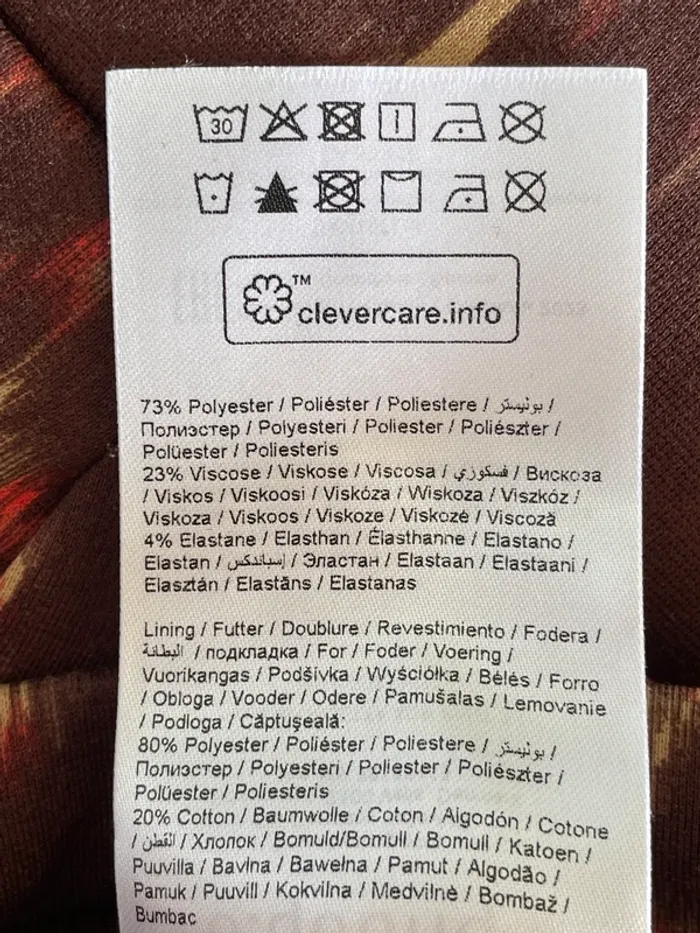 30
™
clevercare.info
73% Polyester / Poliéster / Poliestere / بوليستر /
Полиэстер / Polyesteri / Poliester / Poliészter /
Polüester / Poliesteris
23% Viscose / Viskose / Viscosa / فسكوزي / Вискоза
/ Viskos / Viskoosi / Viskóza / Wiskoza / Viszkóz /
Viskoza / Viskoos / Viskoze / Viskozė / Viscoză
4% Elastane / Elasthan / Élasthanne / Elastano /
Elastan / إسباندكس / Эластан / Elastaan / Elastaani /
Elasztán / Elastāns / Elastanas
Lining / Futter / Doublure / Revestimiento / Fodera /
البطانة / подкладка / For / Foder / Voering /
Vuorikangas / Podšívka / Wyściółka / Bélés / Forro
/ Obloga / Vooder / Odere / Pamušalas / Lemovanie
/ Podloga / Căptuşeală:
80% Polyester / Poliéster / Poliestere / بوليستر /
Полиэстер / Polyesteri / Poliester / Poliészter /
Polüester / Poliesteris
20% Cotton / Baumwolle / Coton / Algodón / Cotone
/ القطن / Хлопок / Bomuld/Bomull / Bomull / Katoen /
Puuvilla / Bavlna / Bawełna / Pamut / Algodão /
Pamuk / Puuvill / Kokvilna / Medvilnė / Bombaž /
Bumbac